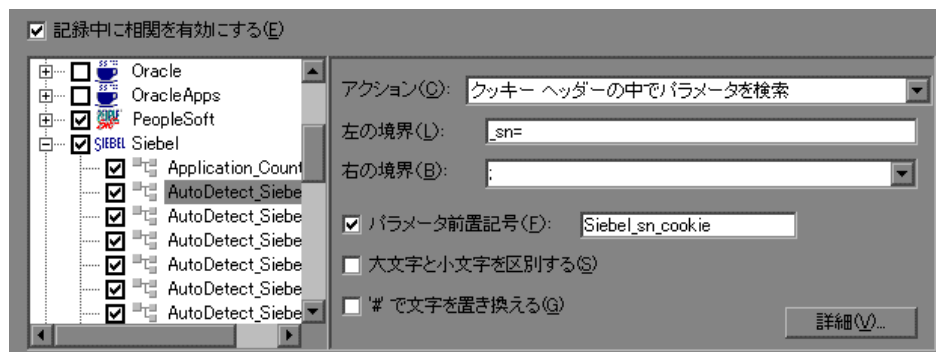 記録中に相関を有効にする(E)
Oracle
OracleApps
PeopleSoft
SIEBEL Siebel
Application_Count
AutoDetect_Siebe
AutoDetect_Siebe
AutoDetect_Siebe
AutoDetect_Siebe
AutoDetect_Siebe
AutoDetect_Siebe
アクション(C): クッキー ヘッダーの中でパラメータを検索
左の境界(L): _sn=
右の境界(B): ;
パラメータ前置記号(F): Siebel_sn_cookie
大文字と小文字を区別する(S)
'#' で文字を置き換える(G)
詳細(V)...